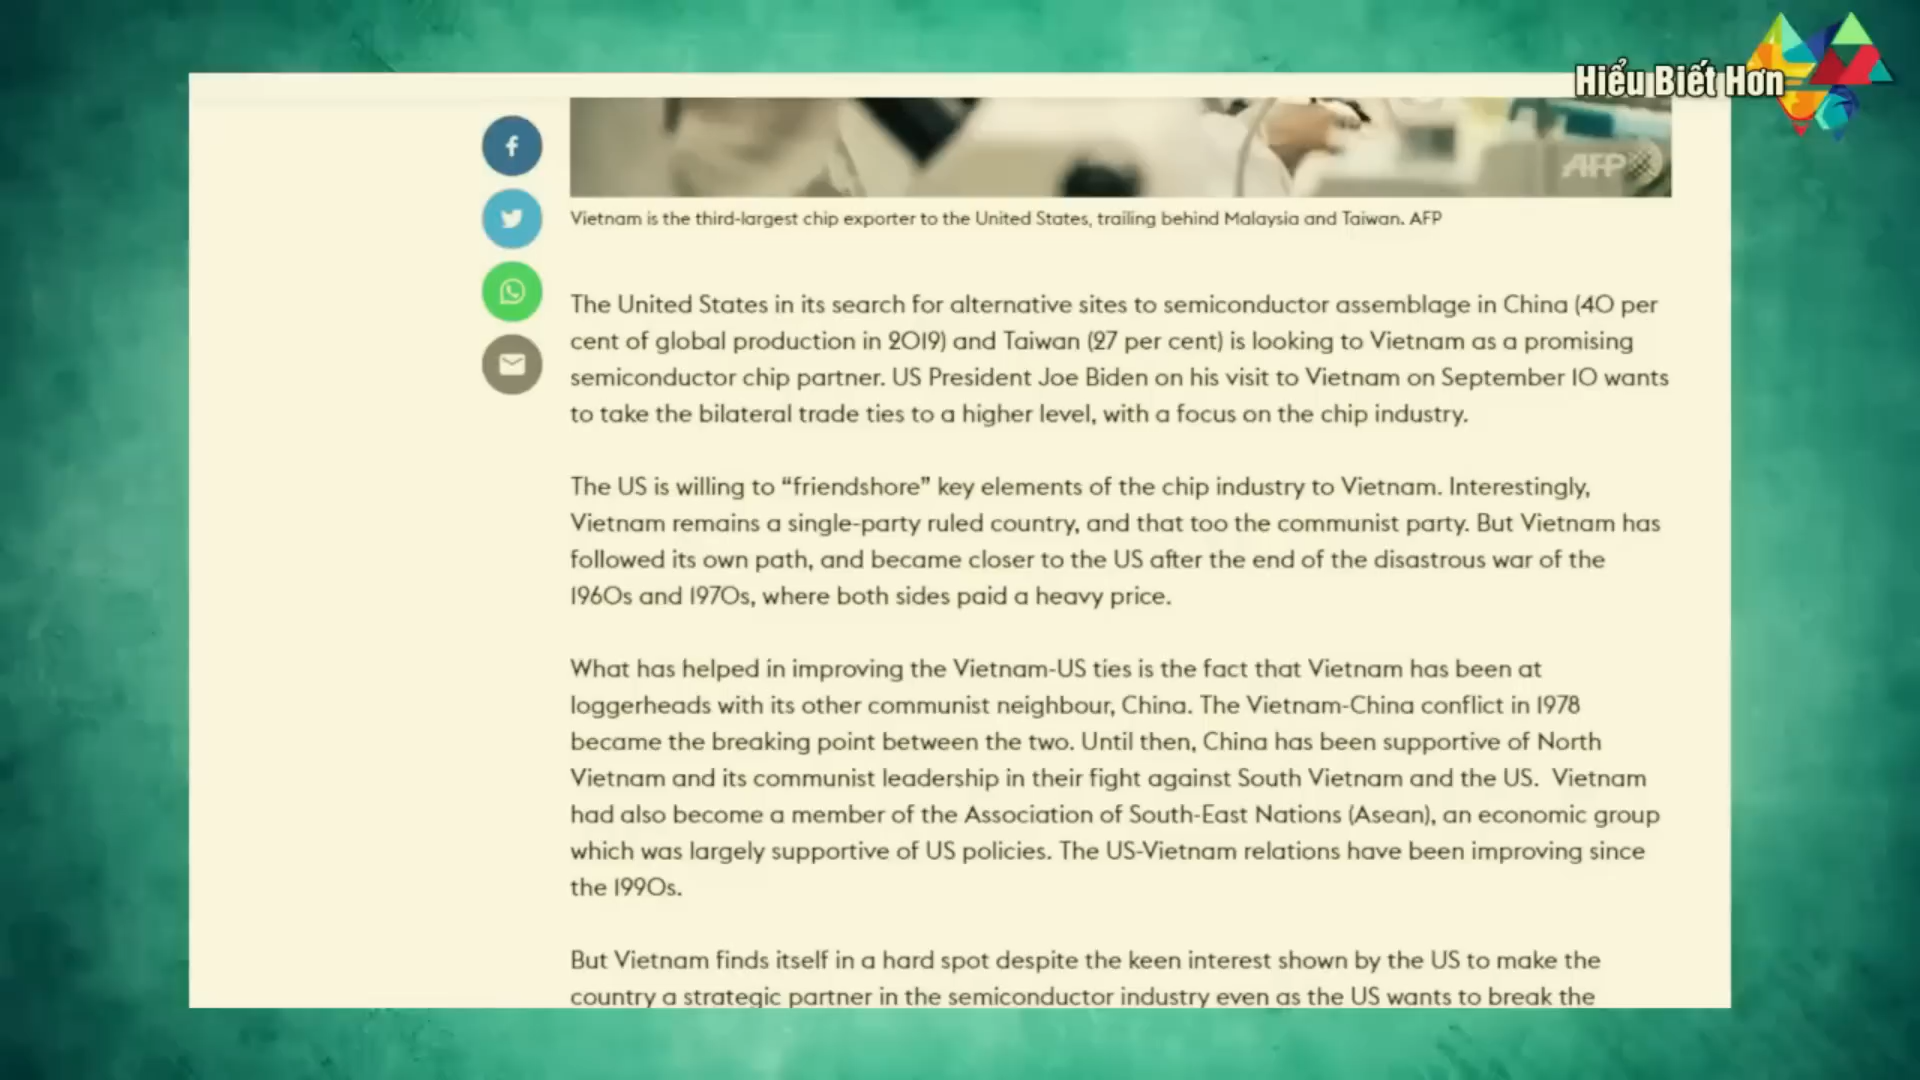 Hiểu Biết Hơn
AFP
Vietnam is the third-largest chip exporter to the United States, trailing behind Malaysia and Taiwan. AFP
The United States in its search for alternative sites to semiconductor assemblage in China (40 per
cent of global production in 2019) and Taiwan (27 per cent) is looking to Vietnam as a promising
semiconductor chip partner. US President Joe Biden on his visit to Vietnam on September 10 wants
to take the bilateral trade ties to a higher level, with a focus on the chip industry.
The US is willing to “friendshore” key elements of the chip industry to Vietnam. Interestingly,
Vietnam remains a single-party ruled country, and that too the communist party. But Vietnam has
followed its own path, and became closer to the US after the end of the disastrous war of the
1960s and 1970s, where both sides paid a heavy price.
What has helped in improving the Vietnam-US ties is the fact that Vietnam has been at
loggerheads with its other communist neighbour, China. The Vietnam-China conflict in 1978
became the breaking point between the two. Until then, China has been supportive of North
Vietnam and its communist leadership in their fight against South Vietnam and the US.  Vietnam
had also become a member of the Association of South-East Nations (Asean), an economic group
which was largely supportive of US policies. The US-Vietnam relations have been improving since
the 1990s.
But Vietnam finds itself in a hard spot despite the keen interest shown by the US to make the
country a strategic partner in the semiconductor industry even as the US wants to break the